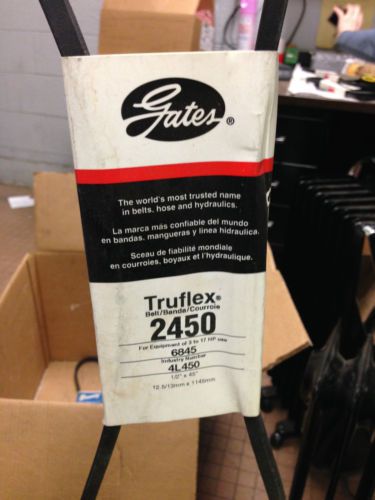 Gates®
The world's most trusted name
in belts, hose and hydraulics.
La marca más confiable del mundo
en bandas, mangueras y linea hidraulica.
Sceau de fiabilité mondiale
en courroies, boyaux et l'hydraulique.
Truflex®
Belt/Banda/Courroie
2450
For Equipment of 3 to 17 HP use
6845
Industry Number
4L450
1/2" x 45"
12.5/13mm x 1145mm